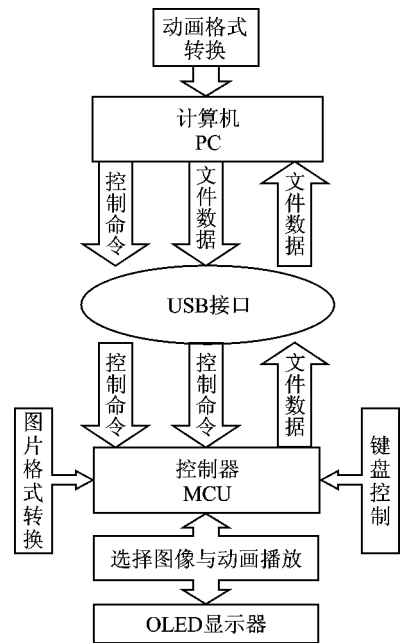 动画格式
转换
计算机
PC
控制命令
文件数据
文件数据
USB接口
控制命令
控制命令
文件数据
图片格式转换
控制器
MCU
键盘控制
选择图像与动画播放
OLED显示器